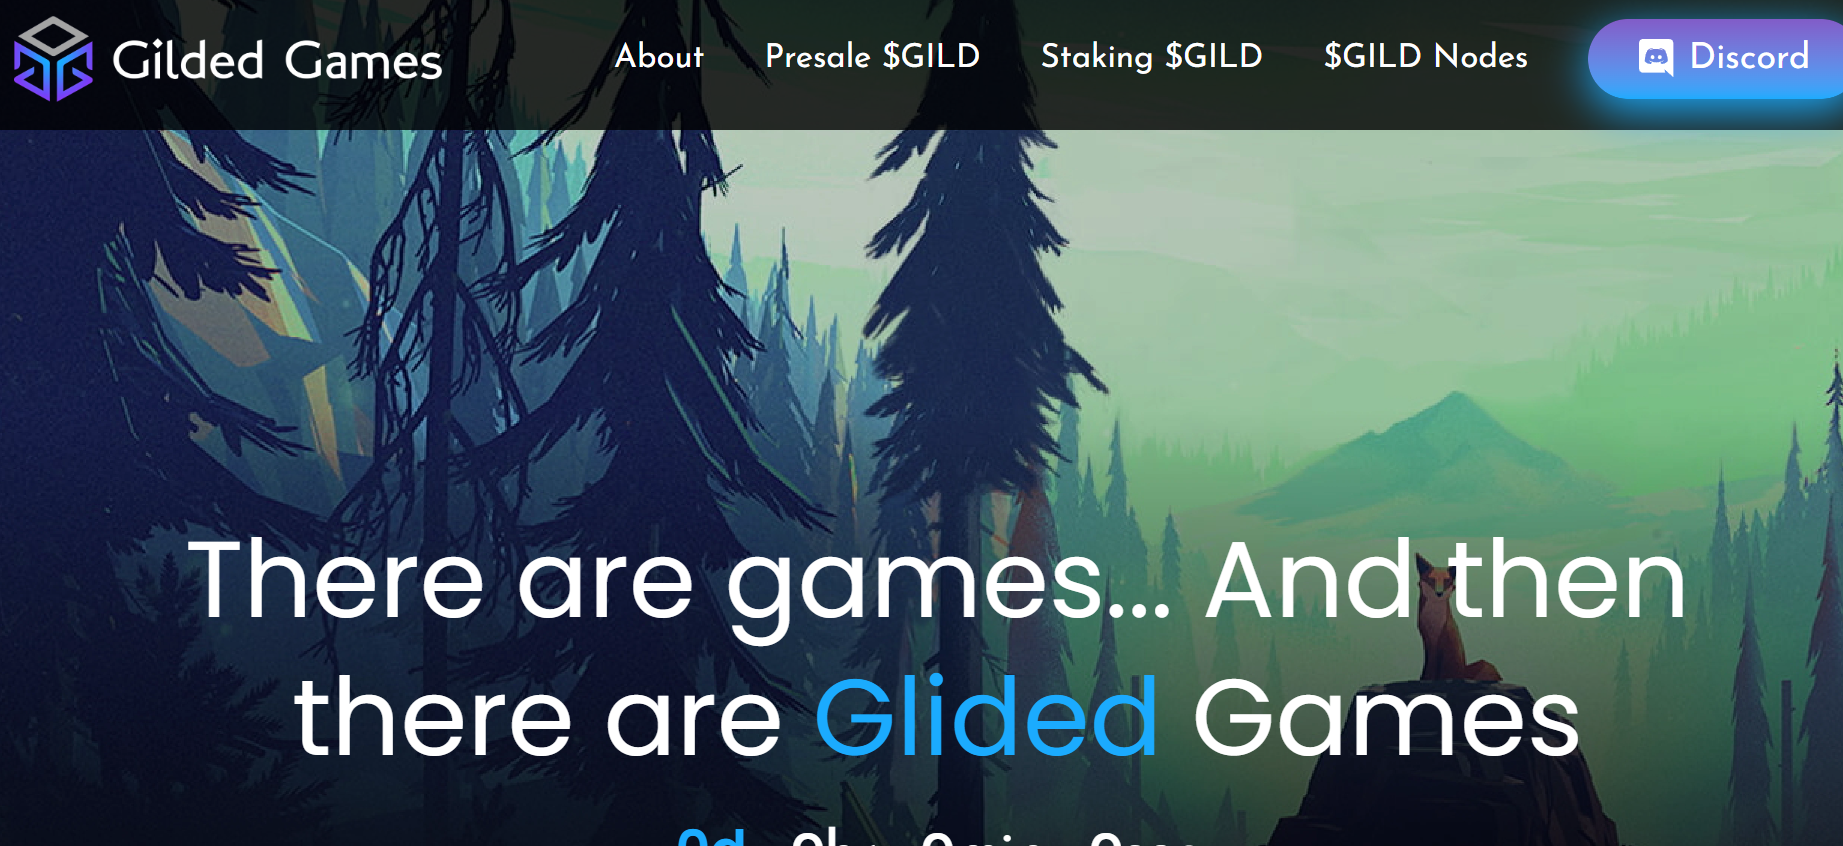 Gilded Games
About
Presale $GILD
Staking $GILD
$GILD Nodes
Discord
There are games... And then
there are Glided Games